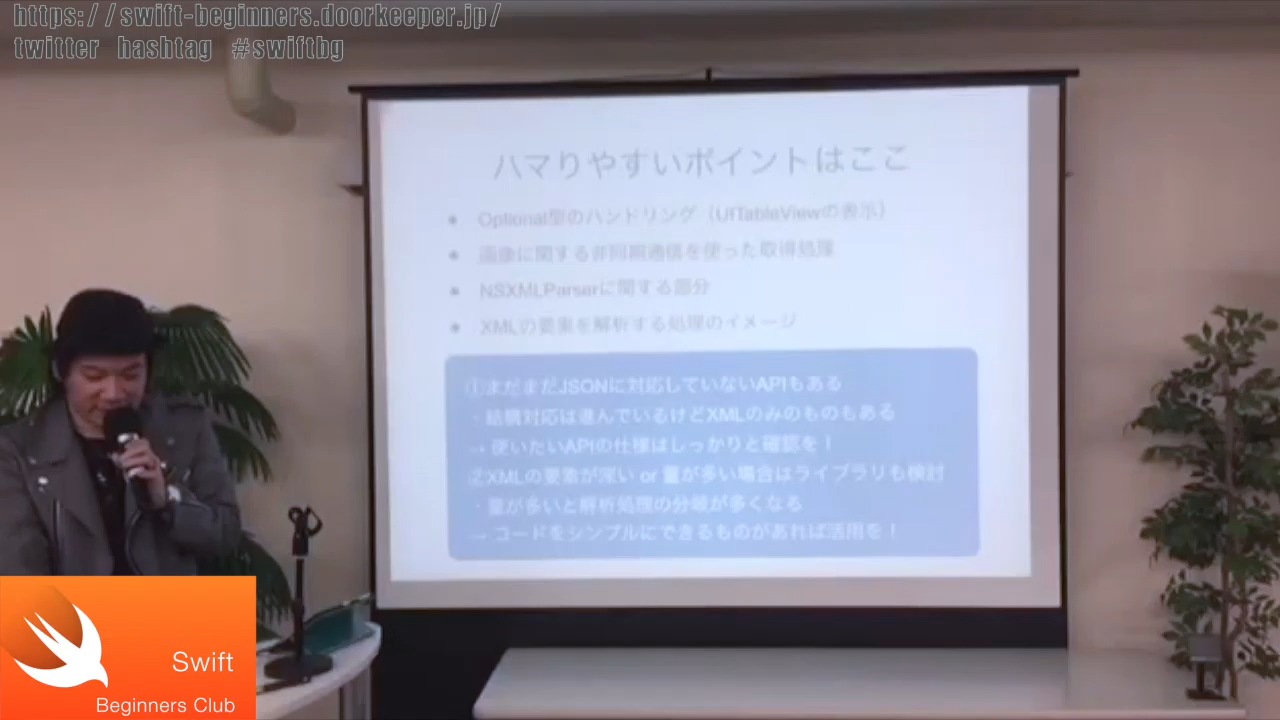 https://swift-beginners.doorkeeper.jp/
twitter hashtag #swiftbg
ハマりやすいポイントはここ
• Optional型のハンドリング（UITableViewの表示）
• 画像に関する非同期通信を使った取得処理
• NSXMLParserに関する部分
• XMLの要素を解析する処理のイメージ
①まだまだJSONに対応していないAPIもある
・結構対応は進んでいるけどXMLのみのものもある
→ 使いたいAPIの仕様はしっかりと確認を！
②XMLの要素が深い or 量が多い場合はライブラリも検討
・量が多いと解析処理の分岐が多くなる
→ コードをシンプルにできるものがあれば活用を！
Swift
Beginners Club